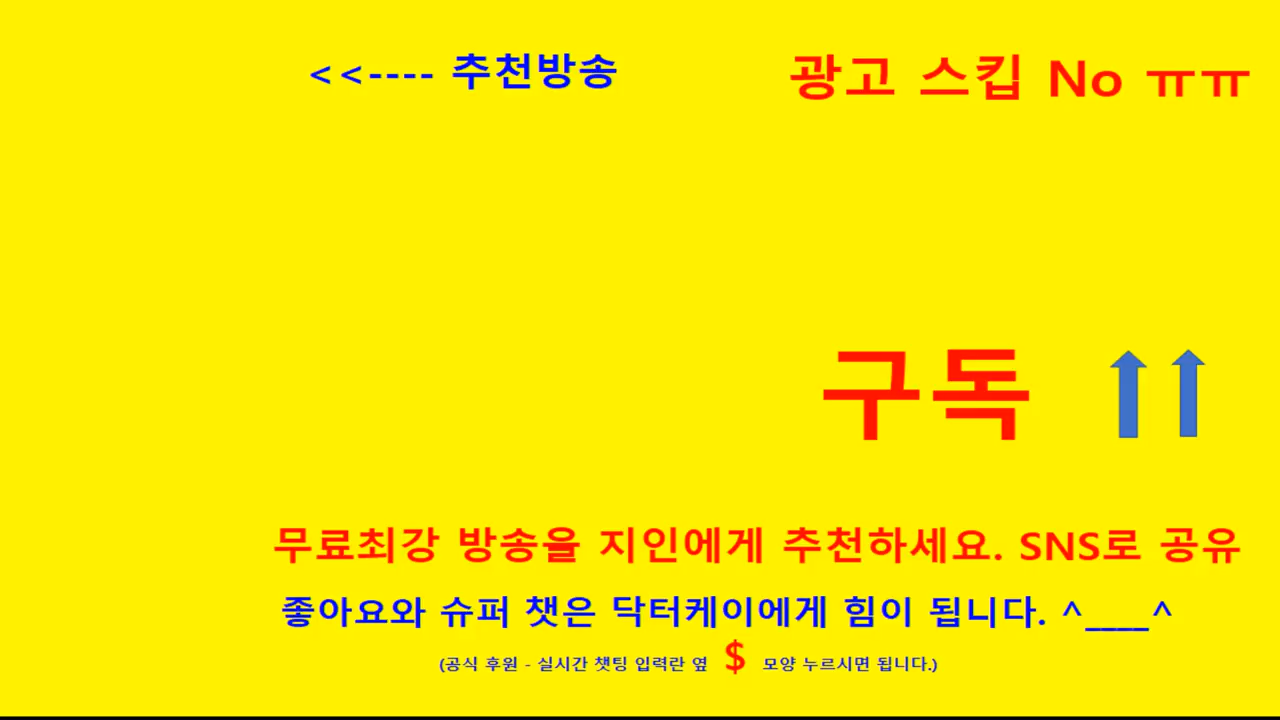 <<---- 추천방송
광고 스킵 No ㅠㅠ
구독
무료최강 방송을 지인에게 추천하세요. SNS로 공유
좋아요와 슈퍼 챗은 닥터케이에게 힘이 됩니다. ^____^
(공식 후원 - 실시간 챗팅 입력란 옆 $ 모양 누르시면 됩니다.)